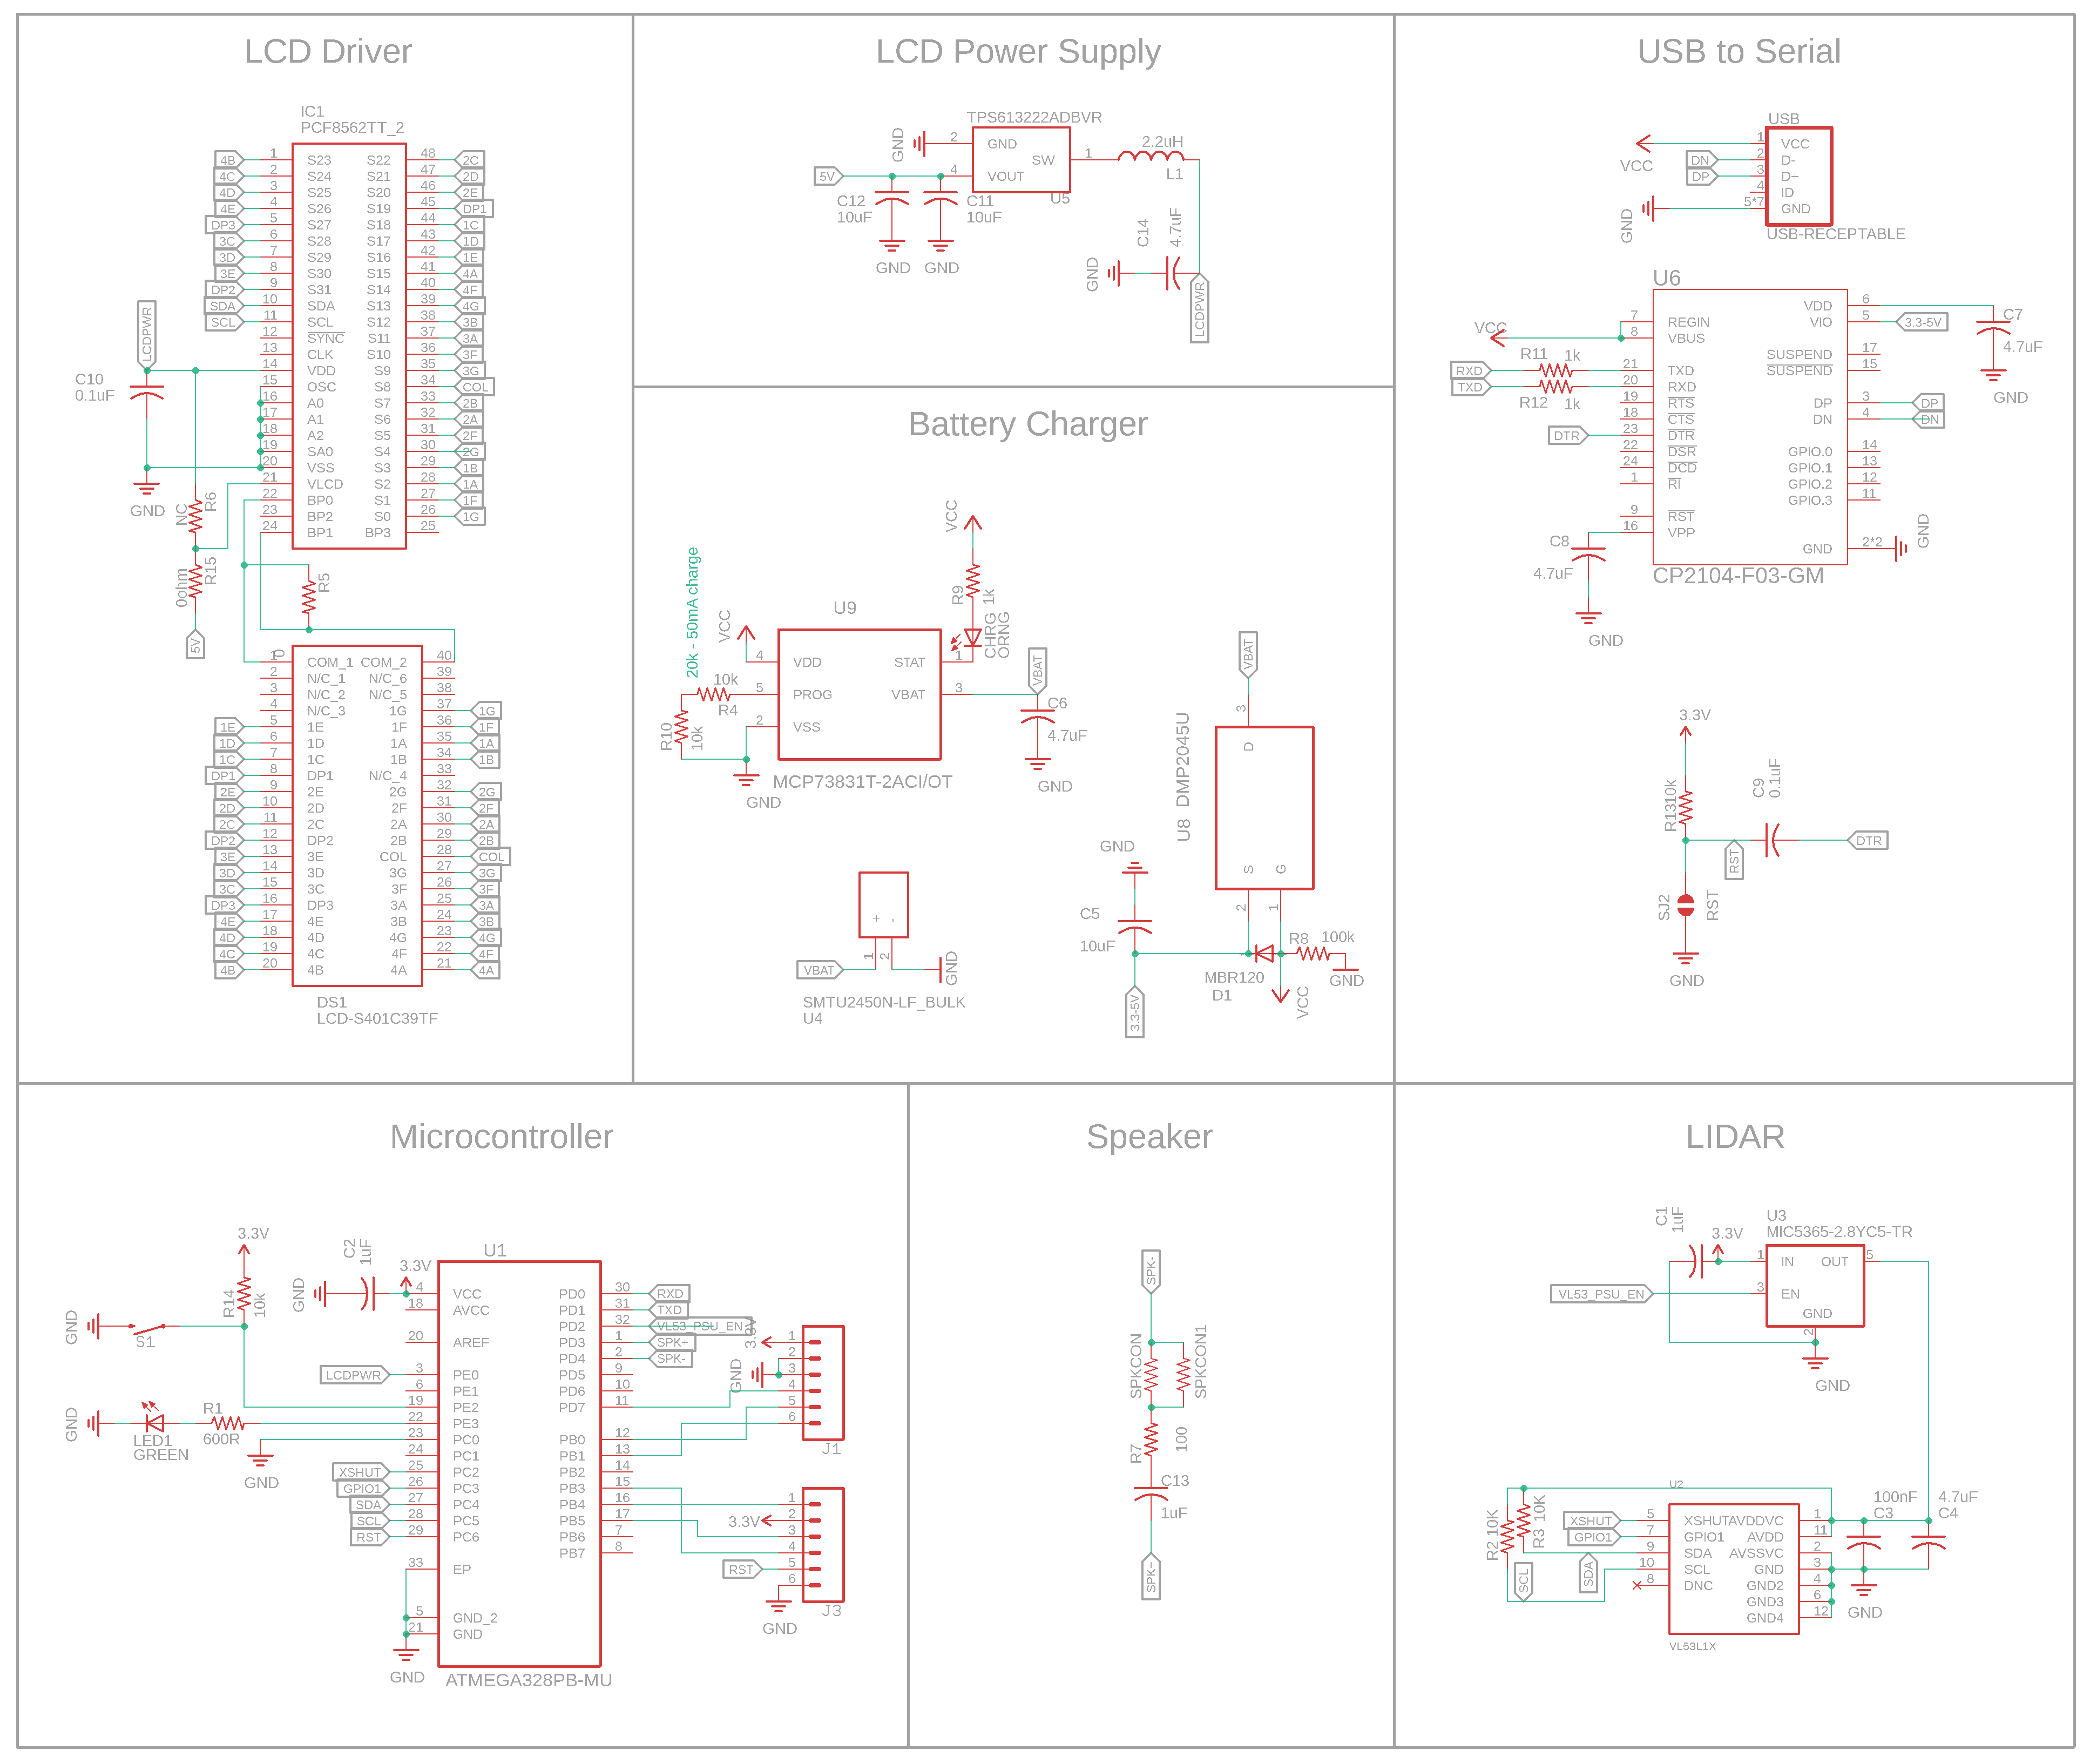 LCD Driver
IC1
PCF8562TT_2
4B 1 S23 S22 48 2C
4C 2 S24 S21 47 2D
4D 3 S25 S20 46 2E
4E 4 S26 S19 45 DP1
DP3 5 S27 S18 44 1C
3C 6 S28 S17 43 1D
3D 7 S29 S16 42 1E
3E 8 S30 S15 41 4A
DP2 9 S31 S14 40 4F
SDA 10 SDA S13 39 4G
SCL 11 SCL S12 38 3B
12 SYNC S11 37 3A
13 CLK S10 36 3F
14 VDD S9 35 3G
15 OSC S8 34 COL
16 A0 S7 33 2B
17 A1 S6 32 2A
18 A2 S5 31 2F
19 SA0 S4 30 2G
20 VSS S3 29 1B
21 VLCD S2 28 1A
22 BP0 S1 27 1F
23 BP2 S0 26 1G
24 BP1 BP3 25
LCDPWR
C10
0.1uF
GND
NC R6
0ohm R15
5V
R5
1 COM_1 COM_2 40
2 N/C_1 N/C_6 39
3 N/C_2 N/C_5 38
4 N/C_3 1G 37 1G
1E 5 1E 1F 36 1F
1D 6 1D 1A 35 1A
1C 7 1C 1B 34 1B
DP1 8 DP1 N/C_4 33
2E 9 2E 2G 32 2G
2D 10 2D 2F 31 2F
2C 11 2C 2A 30 2A
DP2 12 DP2 2B 29 2B
3E 13 3E COL 28 COL
3D 14 3D 3G 27 3G
3C 15 3C 3F 26 3F
DP3 16 DP3 3A 25 3A
4E 17 4E 3B 24 3B
4D 18 4D 4G 23 4G
4C 19 4C 4F 22 4F
4B 20 4B 4A 21 4A
DS1
LCD-S401C39TF
LCD Power Supply
TPS613222ADBVR
GND 2 GND
SW 1
5V 4 VOUT
U5
2.2uH
L1
C12
10uF
C11
10uF
GND GND
C14 4.7uF
GND
LCDPWR
Battery Charger
20k - 50mA charge
VCC
R9 1k
CHRG
ORNG
VCC
U9
4 VDD STAT 1
5 PROG VBAT 3
2 VSS
10k
R4
R10 10k
GND
MCP73831T-2ACI/OT
VBAT
C6
4.7uF
GND
VBAT
3
D
U8 DMP2045U
S G
2 1
GND
C5
10uF
MBR120
D1
R8 100k
GND
VCC
3.3-5V
+ -
1 2
VBAT
GND
SMTU2450N-LF_BULK
U4
USB to Serial
USB
VCC 1 VCC
DN 2 D-
DP 3 D+
4 ID
GND 5*7 GND
USB-RECEPTABLE
U6
7 REGIN VDD 6
VCC 8 VBUS VIO 5 3.3-5V
SUSPEND 17
SUSPEND 15
RXD R11 1k 21 TXD
TXD R12 1k 20 RXD
19 RTS DP 3 DP
18 CTS DN 4 DN
DTR 23 DTR
22 DSR GPIO.0 14
24 DCD GPIO.1 13
1 RI GPIO.2 12
GPIO.3 11
9 RST
16 VPP
GND 2*2 GND
CP2104-F03-GM
C7
4.7uF
GND
C8
4.7uF
GND
3.3V
R13 10k
C9 0.1uF
RST
DTR
SJ2 RST
GND
Microcontroller
3.3V
R14 10k
GND
S1
C2 1uF
GND
3.3V
U1
4 VCC PD0 30 RXD
18 AVCC PD1 31 TXD
PD2 32 VL53_PSU_EN
20 AREF PD3 1 SPK+
PD4 2 SPK-
LCDPWR 3 PE0 PD5 9
6 PE1 PD6 10
19 PE2 PD7 11
22 PE3
23 PC0 PB0 12
24 PC1 PB1 13
XSHUT 25 PC2 PB2 14
GPIO1 26 PC3 PB3 15
SDA 27 PC4 PB4 16
SCL 28 PC5 PB5 17
RST 29 PC6 PB6 7
PB7 8
33 EP
5 GND_2
21 GND
GND
ATMEGA328PB-MU
GND
LED1
GREEN
R1
600R
GND
3.3V
GND
1
2
3
4
5
6
J1
1
3.3V 2
3
4
RST 5
6
GND
J3
Speaker
SPK-
SPKCON SPKCON1
R7 100
C13
1uF
SPK+
LIDAR
C1 1uF
3.3V
U3
MIC5365-2.8YC5-TR
1 IN OUT 5
VL53_PSU_EN 3 EN
GND
2
GND
U2
XSHUT 5 XSHUT AVDDVC 1
GPIO1 7 GPIO1 AVDD 11
9 SDA AVSSVC 2
10 SCL GND 3
8 DNC GND2 4
GND3 6
GND4 12
VL53L1X
R2 10K
R3 10K
SCL
SDA
100nF
C3
4.7uF
C4
GND